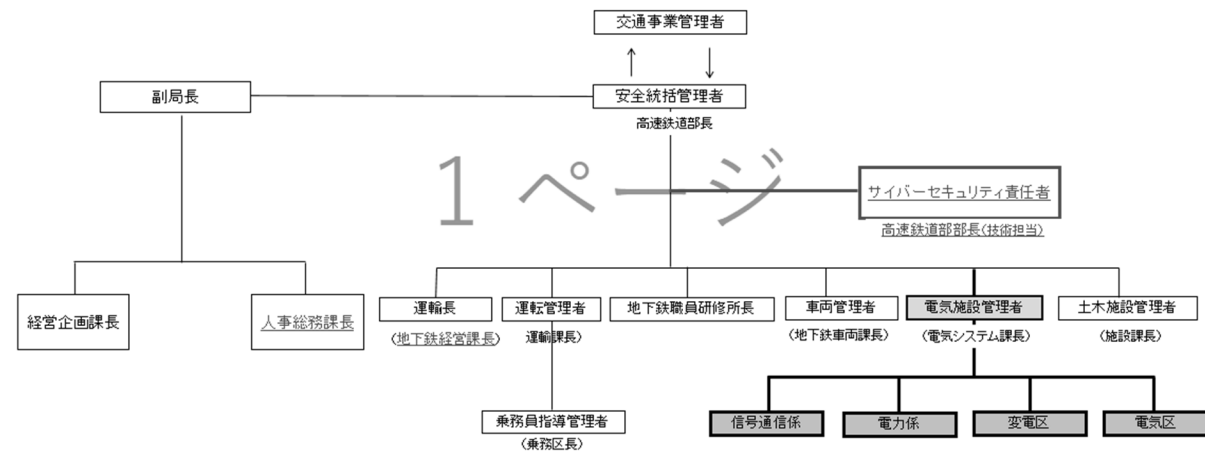 交通事業管理者
↑ ↓
副局長
安全統括管理者
高速鉄道部長
1 ページ
サイバーセキュリティ責任者
高速鉄道部部長(技術担当)
経営企画課長
人事総務課長
運輸長
(地下鉄経営課長)
運転管理者
(運輸課長)
地下鉄職員研修所長
車両管理者
(地下鉄車両課長)
電気施設管理者
(電気システム課長)
土木施設管理者
(施設課長)
乗務員指導管理者
(乗務区長)
信号通信係
電力係
変電区
電気区